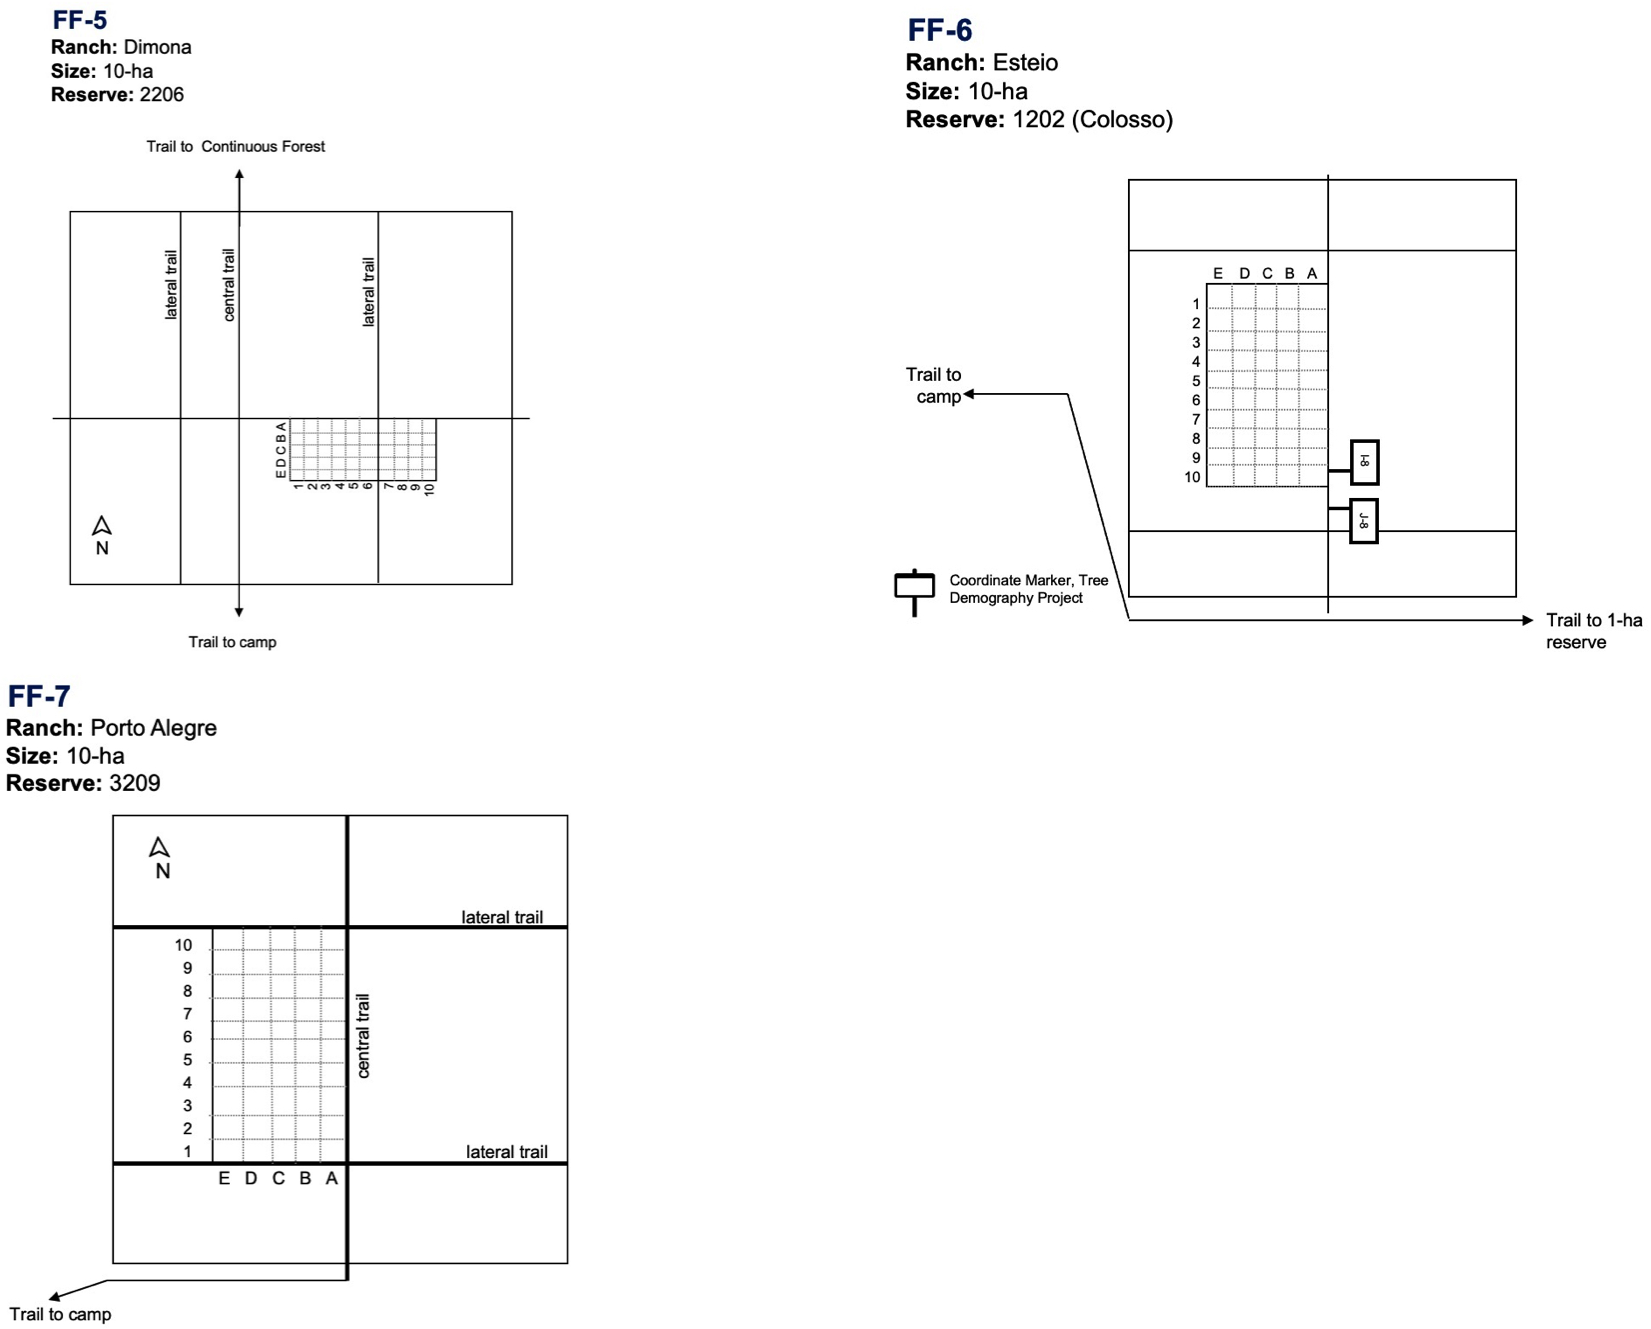 FF-5
Ranch: Dimona
Size: 10-ha
Reserve: 2206
Trail to Continuous Forest
lateral trail
central trail
lateral trail
E D C B A
1 2 3 4 5 6 7 8 9 10
N
Trail to camp
FF-6
Ranch: Esteio
Size: 10-ha
Reserve: 1202 (Colosso)
E D C B A
1
2
3
4
5
6
7
8
9
10
I-8
J-8
Trail to
camp
Coordinate Marker, Tree
Demography Project
Trail to 1-ha
reserve
FF-7
Ranch: Porto Alegre
Size: 10-ha
Reserve: 3209
N
lateral trail
10
9
8
7
6
5
4
3
2
1
central trail
lateral trail
E D C B A
Trail to camp